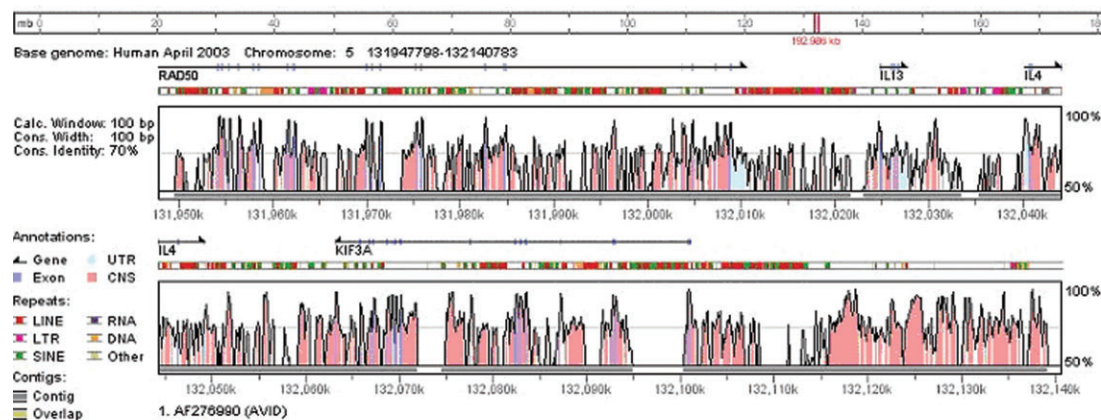 mb 0 20 40 60 80 100 120 140 160 180
192.986 kb
Base genome: Human April 2003 Chromosome: 5 131947798-132140783
RAD50 IL13 IL4
Calc. Window: 100 bp
Cons. Width: 100 bp
Cons. Identity: 70%
100%
50%
131,950k 131,960k 131,970k 131,980k 131,990k 132,000k 132,010k 132,020k 132,030k 132,040k
Annotations:
Gene UTR
Exon CNS
Repeats:
LINE RNA
LTR DNA
SINE Other
Contigs:
Contig
Overlap
IL4 KIF3A
100%
50%
132,050k 132,060k 132,070k 132,080k 132,090k 132,100k 132,110k 132,120k 132,130k 132,140k
1. AF276990 (AVID)